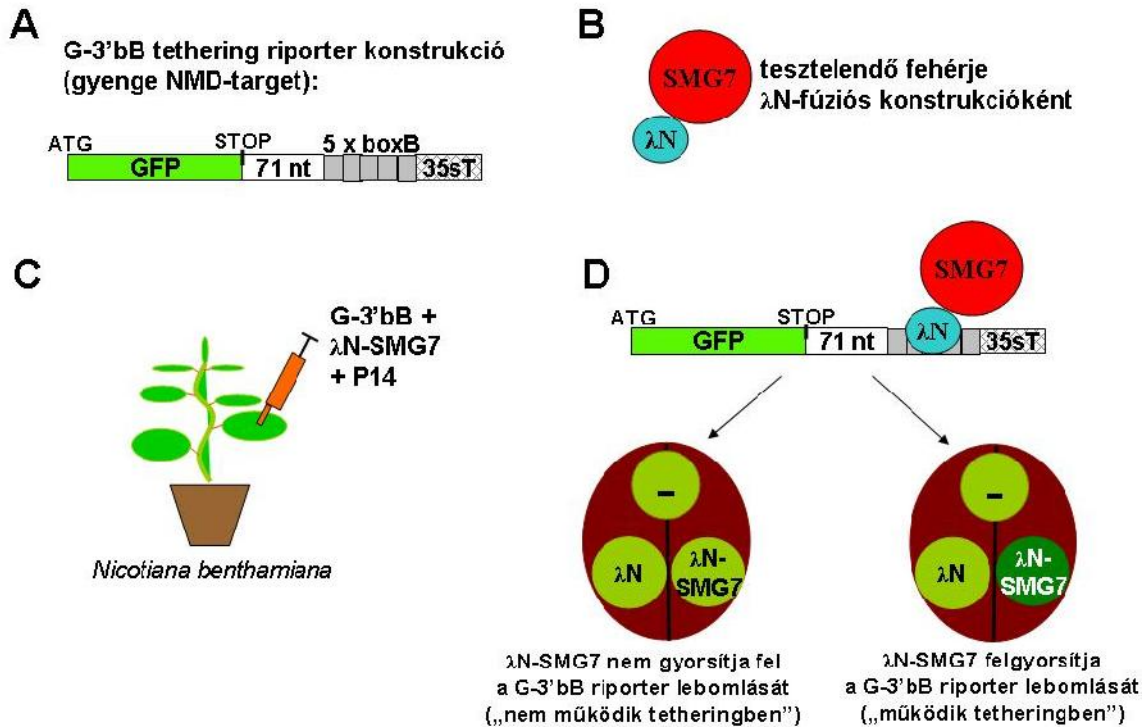 A
G-3'bB tethering riporter konstrukció
(gyenge NMD-target):
ATG
STOP
5 x boxB
GFP
71 nt
35sT
B
SMG7
λN
tesztelendő fehérje
λN-fúziós konstrukcióként
C
G-3'bB +
λN-SMG7
+ P14
Nicotiana benthamiana
D
SMG7
λN
ATG
STOP
GFP
71 nt
35sT
–
λN
λN-
SMG7
λN-SMG7 nem gyorsítja fel
a G-3'bB riporter lebomlását
(„nem működik tetheringben”)
–
λN
λN-
SMG7
λN-SMG7 felgyorsítja
a G-3'bB riporter lebomlását
(„működik tetheringben”)